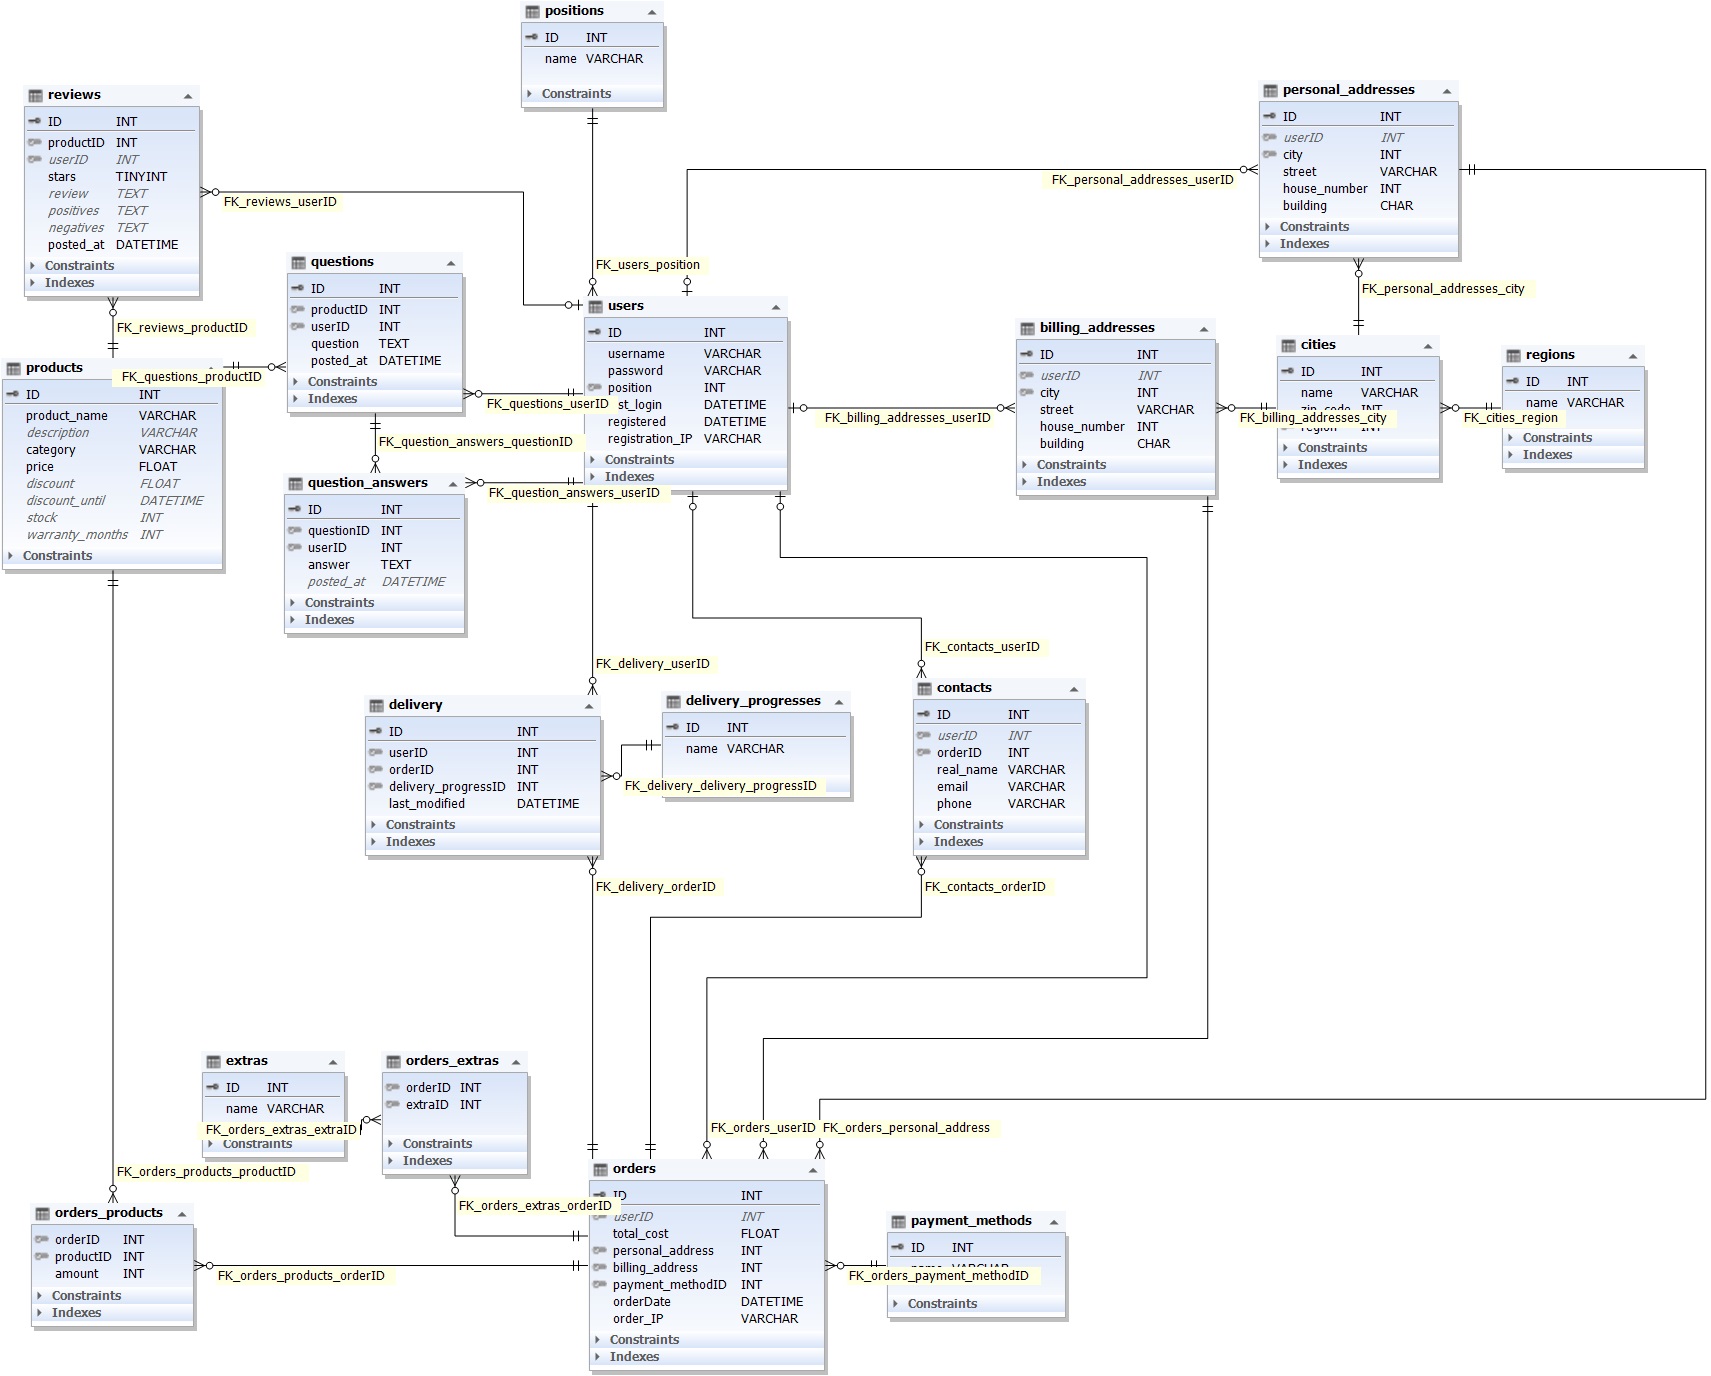 positions
ID INT
name VARCHAR
Constraints
reviews
ID INT
productID INT
userID INT
stars TINYINT
review TEXT
positives TEXT
negatives TEXT
posted_at DATETIME
Constraints
Indexes
personal_addresses
ID INT
userID INT
city INT
street VARCHAR
house_number INT
building CHAR
Constraints
Indexes
FK_personal_addresses_userID
FK_reviews_userID
FK_users_position
FK_personal_addresses_city
FK_reviews_productID
questions
ID INT
productID INT
userID INT
question TEXT
posted_at DATETIME
Constraints
Indexes
users
ID INT
username VARCHAR
password VARCHAR
position INT
st_login DATETIME
registered DATETIME
registration_IP VARCHAR
Constraints
Indexes
billing_addresses
ID INT
userID INT
city INT
street VARCHAR
house_number INT
building CHAR
Constraints
Indexes
cities
ID INT
name VARCHAR
zip_code INT
region INT
Constraints
Indexes
regions
ID INT
name VARCHAR
Constraints
Indexes
products
ID INT
product_name VARCHAR
description VARCHAR
category VARCHAR
price FLOAT
discount FLOAT
discount_until DATETIME
stock INT
warranty_months INT
Constraints
FK_questions_productID
FK_questions_userID
FK_billing_addresses_userID
FK_billing_addresses_city
FK_cities_region
FK_question_answers_questionID
FK_question_answers_userID
question_answers
ID INT
questionID INT
userID INT
answer TEXT
posted_at DATETIME
Constraints
Indexes
FK_contacts_userID
FK_delivery_userID
delivery
ID INT
userID INT
orderID INT
delivery_progressID INT
last_modified DATETIME
Constraints
Indexes
delivery_progresses
ID INT
name VARCHAR
FK_delivery_delivery_progressID
contacts
ID INT
userID INT
orderID INT
real_name VARCHAR
email VARCHAR
phone VARCHAR
Constraints
Indexes
FK_delivery_orderID
FK_contacts_orderID
extras
ID INT
name VARCHAR
FK_orders_extras_extraID
Constraints
orders_extras
orderID INT
extraID INT
Constraints
Indexes
FK_orders_userID
FK_orders_personal_address
FK_orders_products_productID
FK_orders_extras_orderID
orders_products
orderID INT
productID INT
amount INT
Constraints
Indexes
FK_orders_products_orderID
orders
ID INT
userID INT
total_cost FLOAT
personal_address INT
billing_address INT
payment_methodID INT
orderDate DATETIME
order_IP VARCHAR
Constraints
Indexes
payment_methods
ID INT
name VARCHAR
FK_orders_payment_methodID
Constraints